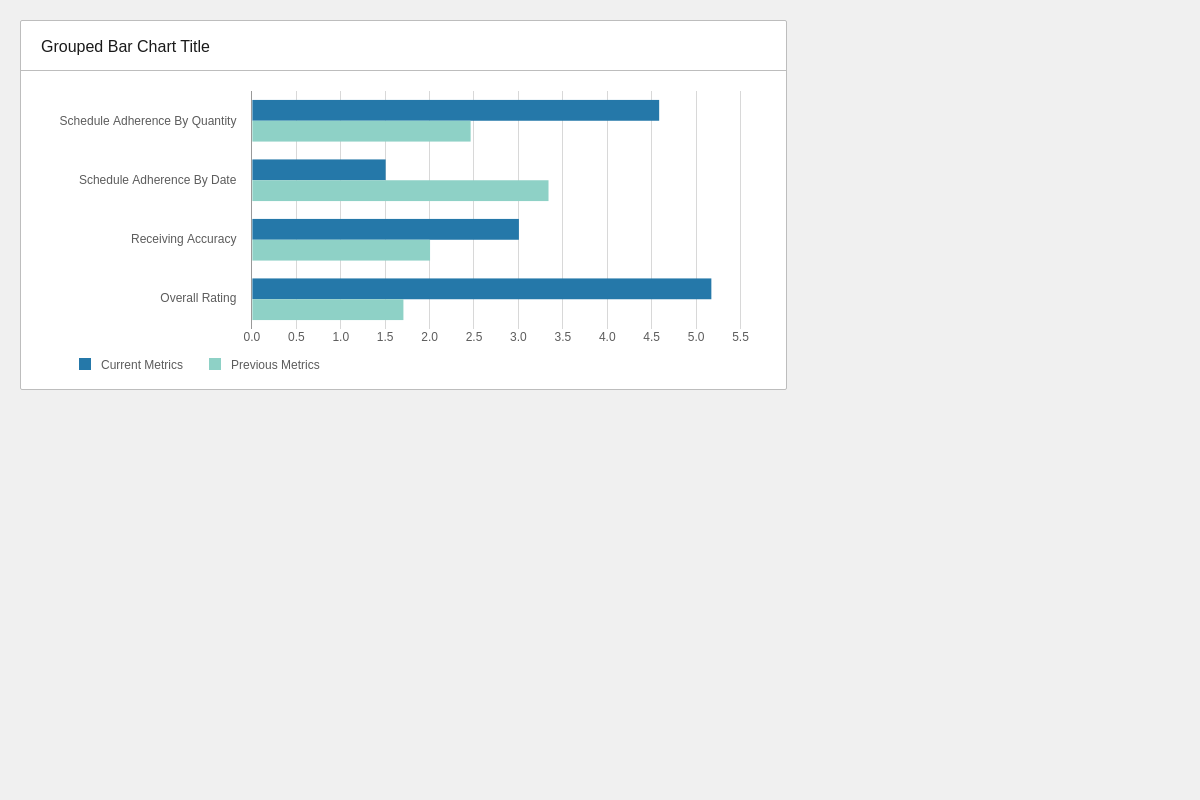 Grouped Bar Chart Title
Schedule Adherence By Quantity
Schedule Adherence By Date
Receiving Accuracy
Overall Rating
0.0 0.5 1.0 1.5 2.0 2.5 3.0 3.5 4.0 4.5 5.0 5.5
Current Metrics Previous Metrics